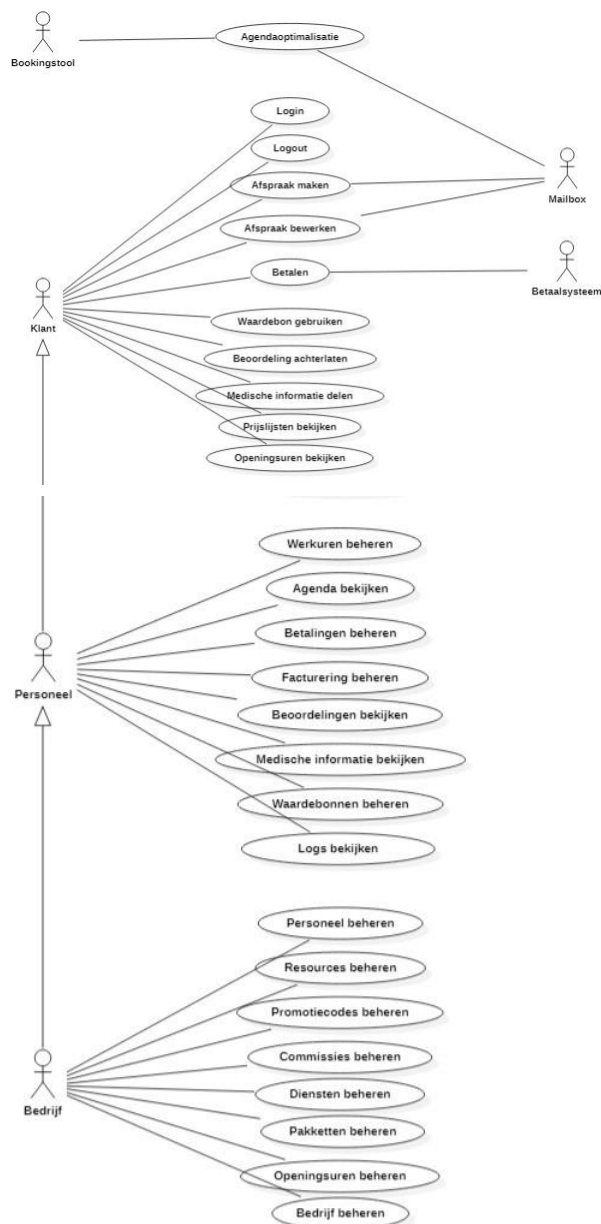 Agendaoptimalisatie
Bookingstool
Login
Logout
Afspraak maken
Mailbox
Afspraak bewerken
Betalen
Betaalsysteem
Klant
Waardebon gebruiken
Beoordeling achterlaten
Medische informatie delen
Prijslijsten bekijken
Openingsuren bekijken
Werkuren beheren
Agenda bekijken
Betalingen beheren
Facturering beheren
Personeel
Beoordelingen bekijken
Medische informatie bekijken
Waardebonnen beheren
Logs bekijken
Personeel beheren
Resources beheren
Promotiecodes beheren
Commissies beheren
Diensten beheren
Bedrijf
Pakketten beheren
Openingsuren beheren
Bedrijf beheren